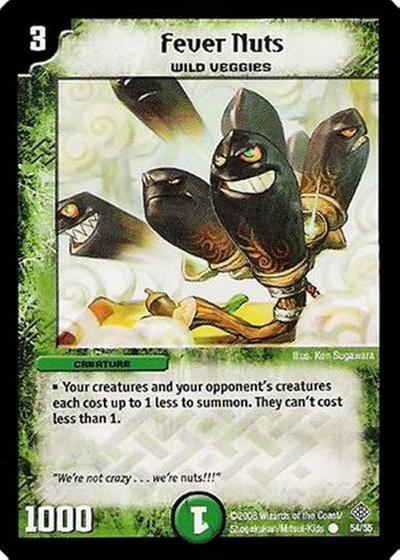 3
Fever Nuts
WILD VEGGIES
Illus. Ken Sugawara
CREATURE
▪ Your creatures and your opponent's creatures
each cost up to 1 less to summon. They can't cost
less than 1.
"We're not crazy . . . we're nuts!!!"
1000
1
©2006 Wizards of the Coast/
Shogakukan/Mitsui-Kids
54/55